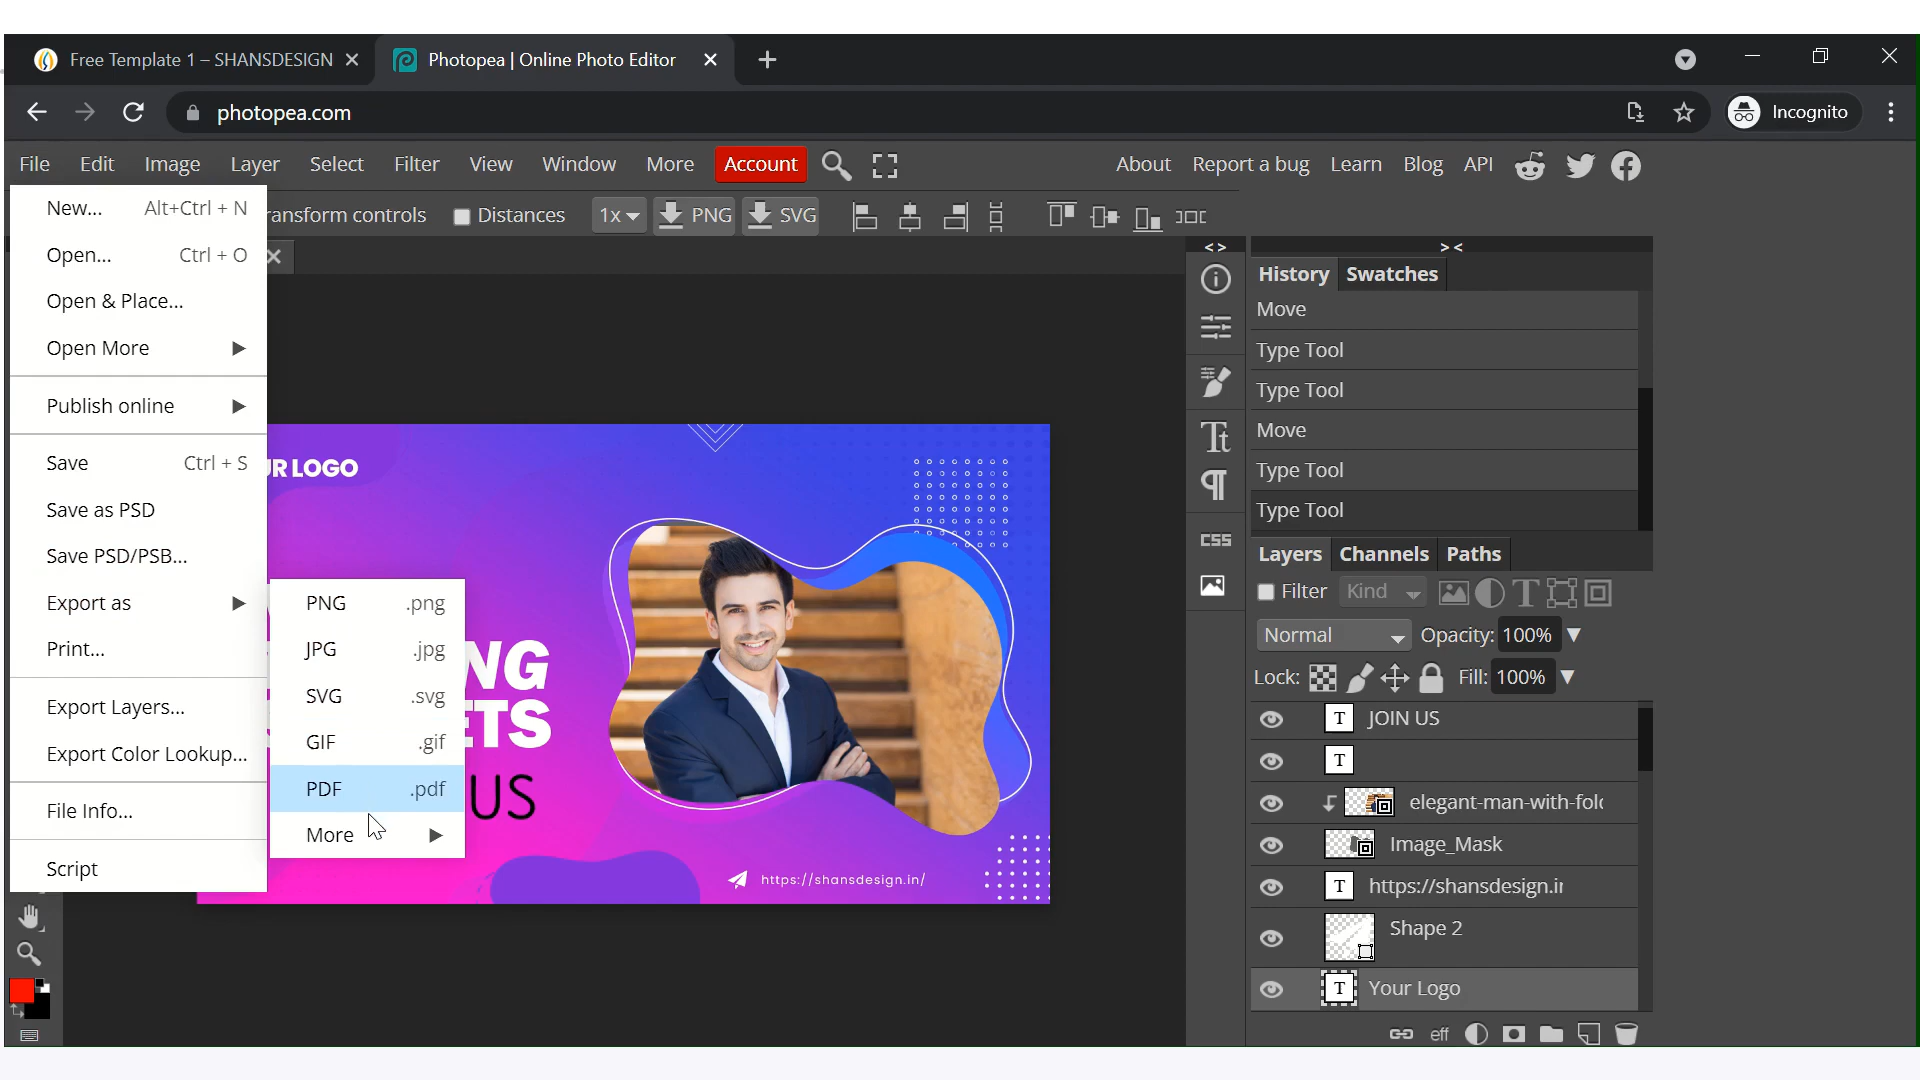 Free Template 1 – SHANSDESIGN
Photopea | Online Photo Editor
photopea.com
Incognito
File Edit Image Layer Select Filter View Window More Account
About Report a bug Learn Blog API
ransform controls Distances 1x PNG SVG
New... Alt+Ctrl + N
Open... Ctrl + O
Open & Place...
Open More
Publish online
Save Ctrl + S
Save as PSD
Save PSD/PSB...
Export as
Print...
Export Layers...
Export Color Lookup...
File Info...
Script
PNG .png
JPG .jpg
SVG .svg
GIF .gif
PDF .pdf
More
UR LOGO
NG
ETS
US
https://shansdesign.in/
< >
> <
css
History Swatches
Move
Type Tool
Type Tool
Move
Type Tool
Type Tool
Layers Channels Paths
Filter Kind
Normal Opacity: 100%
Lock: Fill: 100%
T JOIN US
T
elegant-man-with-fold
Image_Mask
T https://shansdesign.in
Shape 2
T Your Logo
eff